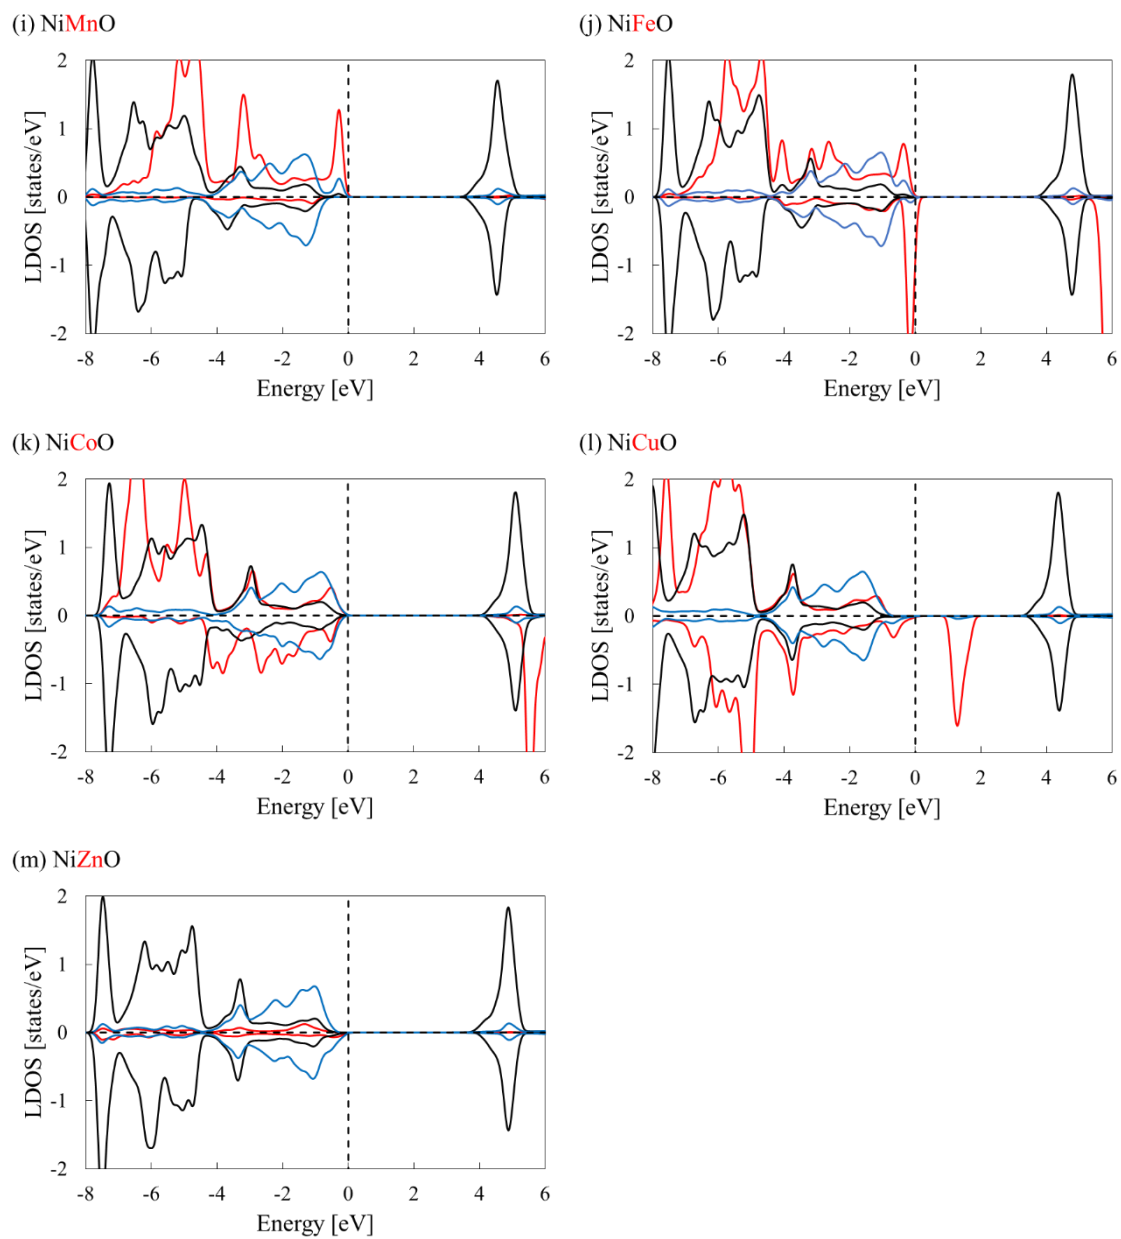 (i) NiMnO
(j) NiFeO
2
1
0
-1
-2
LDOS [states/eV]
-8 -6 -4 -2 0 2 4 6
Energy [eV]
2
1
0
-1
-2
LDOS [states/eV]
-8 -6 -4 -2 0 2 4 6
Energy [eV]
(k) NiCoO
(l) NiCuO
2
1
0
-1
-2
LDOS [states/eV]
-8 -6 -4 -2 0 2 4 6
Energy [eV]
2
1
0
-1
-2
LDOS [states/eV]
-8 -6 -4 -2 0 2 4 6
Energy [eV]
(m) NiZnO
2
1
0
-1
-2
LDOS [states/eV]
-8 -6 -4 -2 0 2 4 6
Energy [eV]